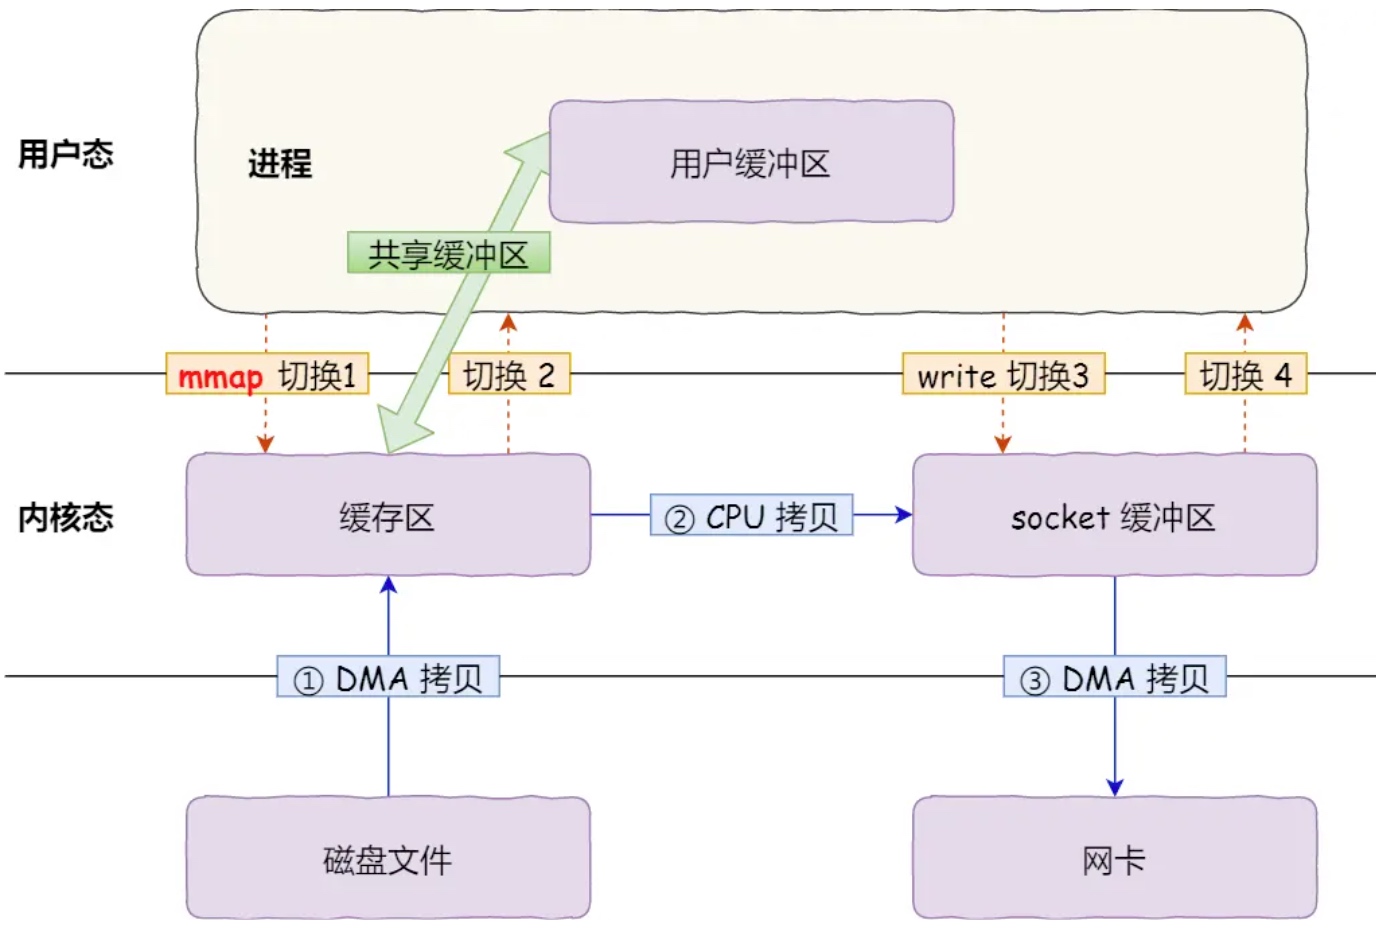 用户态
进程
用户缓冲区
共享缓冲区
mmap 切换1
切换 2
write 切换3
切换 4
内核态
缓存区
② CPU 拷贝
socket 缓冲区
① DMA 拷贝
③ DMA 拷贝
磁盘文件
网卡